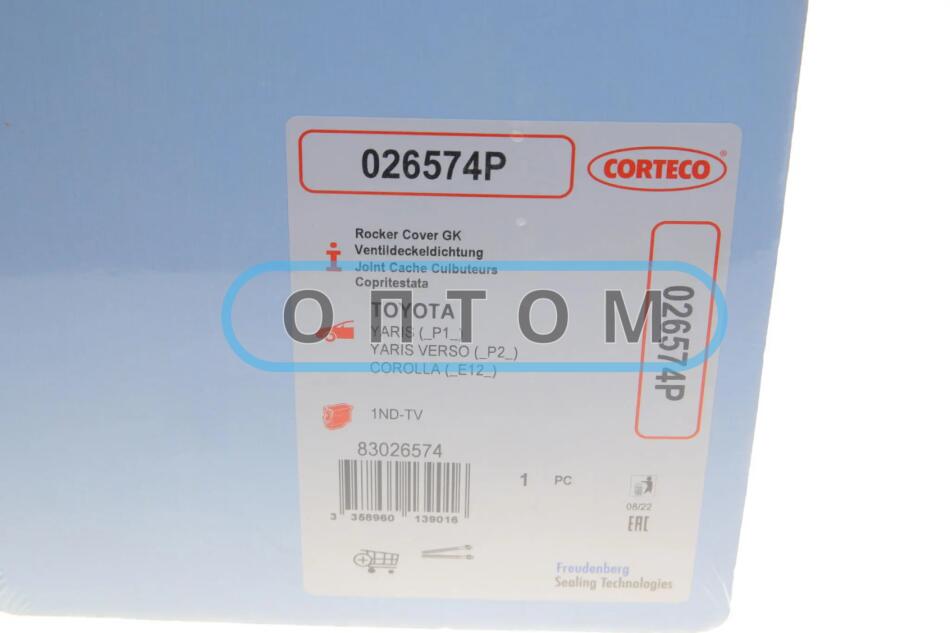 026574P
CORTECO®
Rocker Cover GK
Ventildeckeldichtung
Joint Cache Culbuteurs
Copritestata
ОПТОМ
TOYOTA
YARIS (_P1_)
YARIS VERSO (_P2_)
COROLLA (_E12_)
026574P
1ND-TV
83026574
3 358960 139016
1 PC
08/22
EAC
Freudenberg
Sealing Technologies